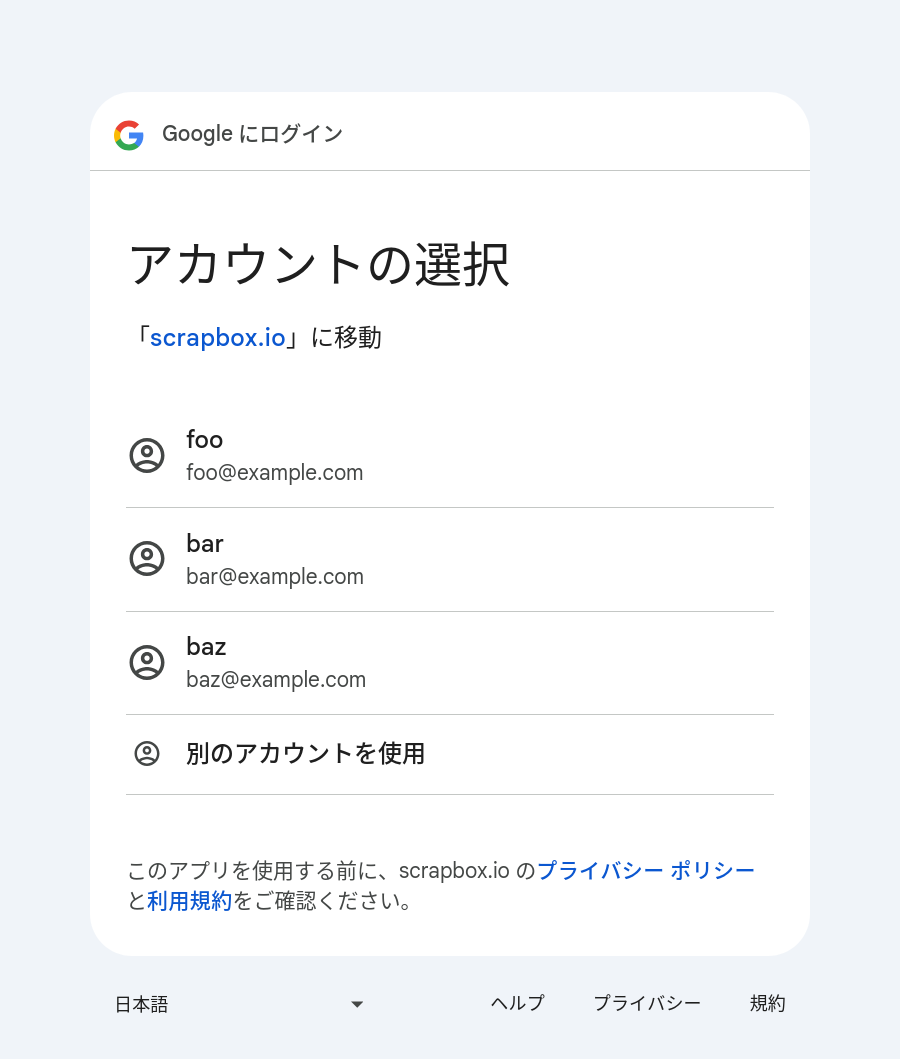 Google にログイン
アカウントの選択
「scrapbox.io」に移動
foo
foo@example.com
bar
bar@example.com
baz
baz@example.com
別のアカウントを使用
このアプリを使用する前に、scrapbox.io のプライバシー ポリシー
と利用規約をご確認ください。
日本語 ヘルプ プライバシー 規約